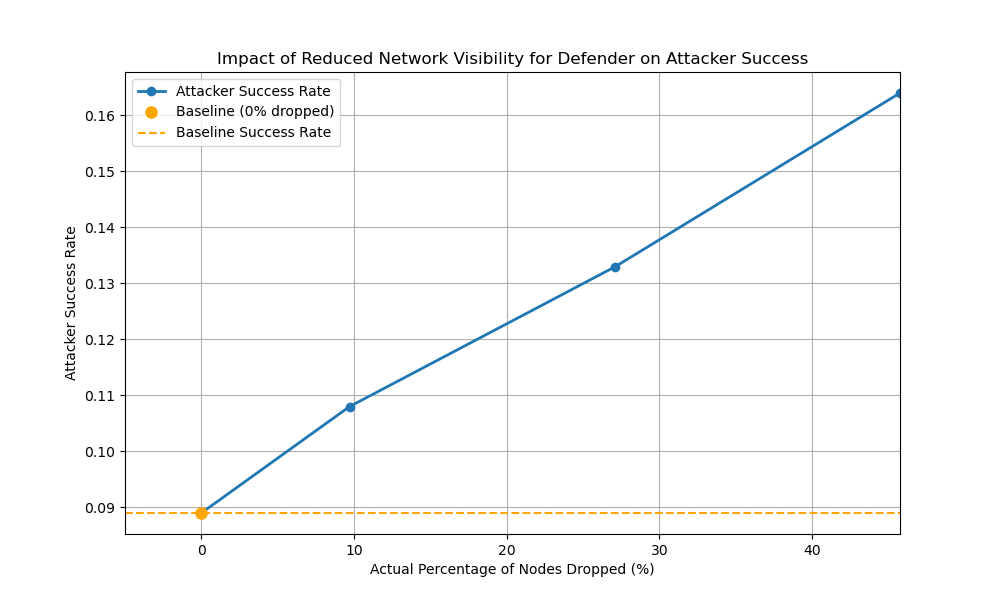 Impact of Reduced Network Visibility for Defender on Attacker Success
Attacker Success Rate
Baseline (0% dropped)
Baseline Success Rate
0.16
0.15
0.14
0.13
0.12
0.11
0.10
0.09
Attacker Success Rate
0
10
20
30
40
Actual Percentage of Nodes Dropped (%)